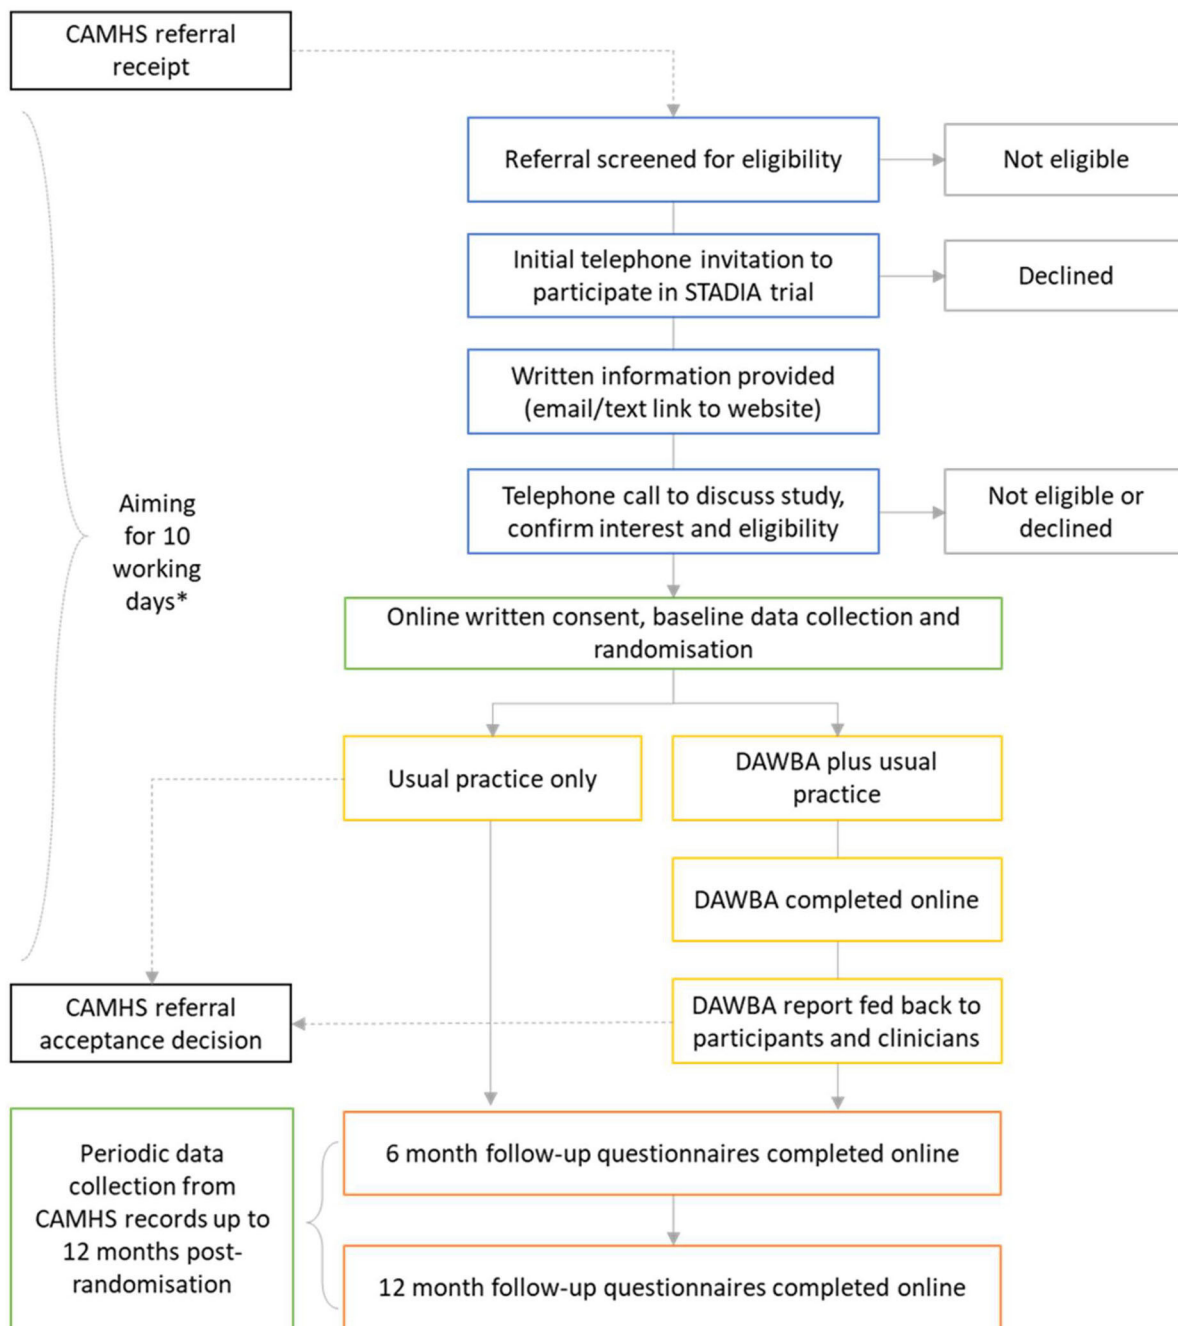 CAMHS referral
receipt
Referral screened for eligibility
Not eligible
Initial telephone invitation to
participate in STADIA trial
Declined
Written information provided
(email/text link to website)
Telephone call to discuss study,
confirm interest and eligibility
Not eligible or
declined
Aiming
for 10
working
days*
Online written consent, baseline data collection and
randomisation
Usual practice only
DAWBA plus usual
practice
DAWBA completed online
CAMHS referral
acceptance decision
DAWBA report fed back to
participants and clinicians
Periodic data
collection from
CAMHS records up to
12 months post-
randomisation
6 month follow-up questionnaires completed online
12 month follow-up questionnaires completed online